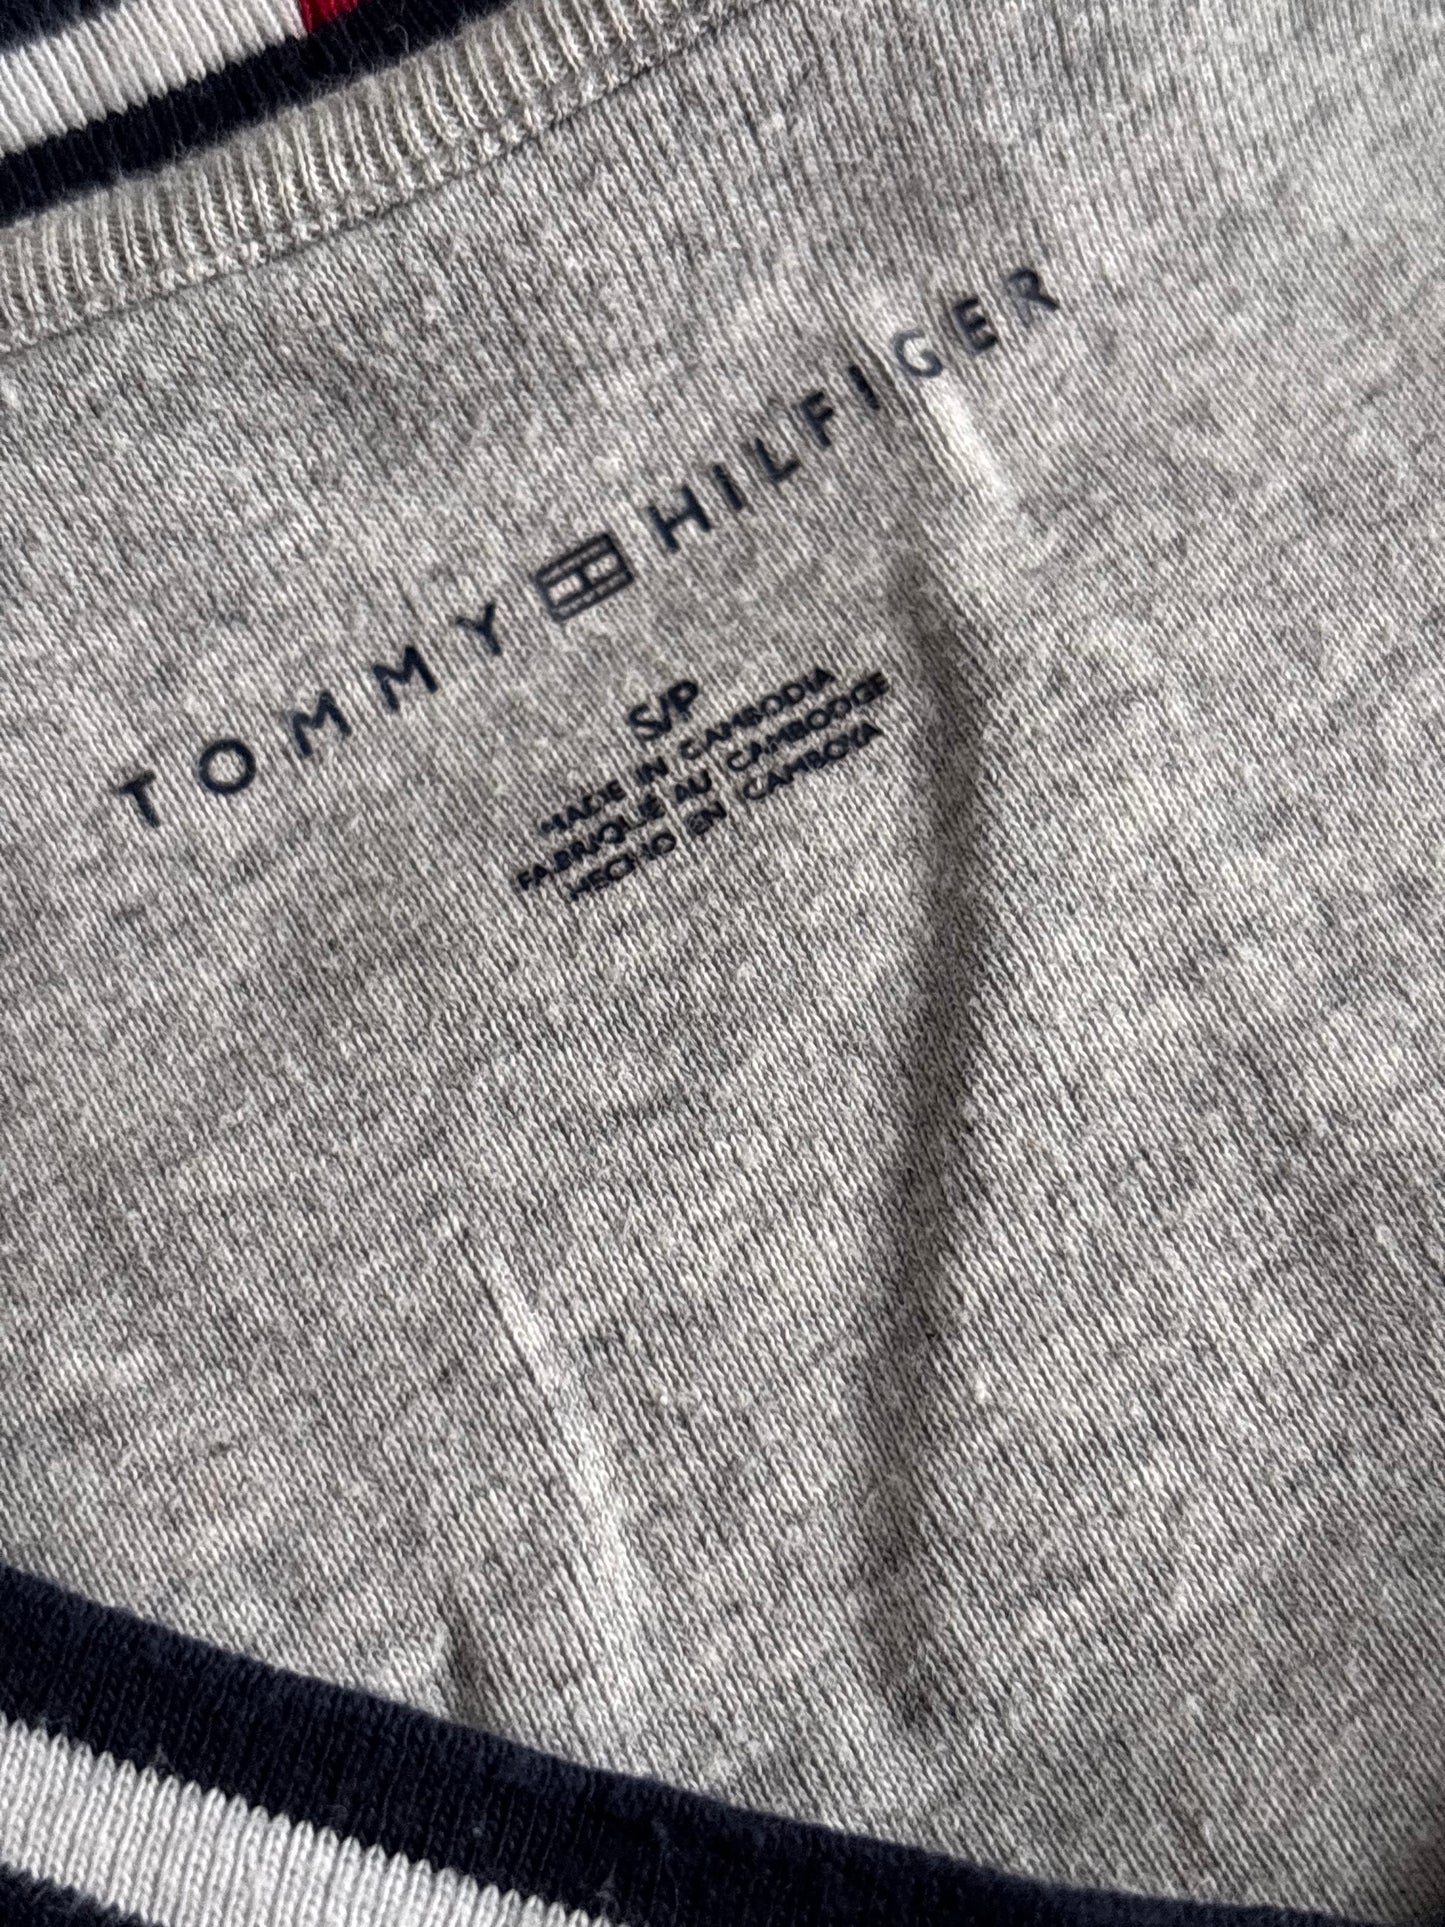 TOMMY HILFIGER
S/P
MADE IN CAMBODIA
FABRIQUÉ AU CAMBODGE
HECHO EN CAMBOYA